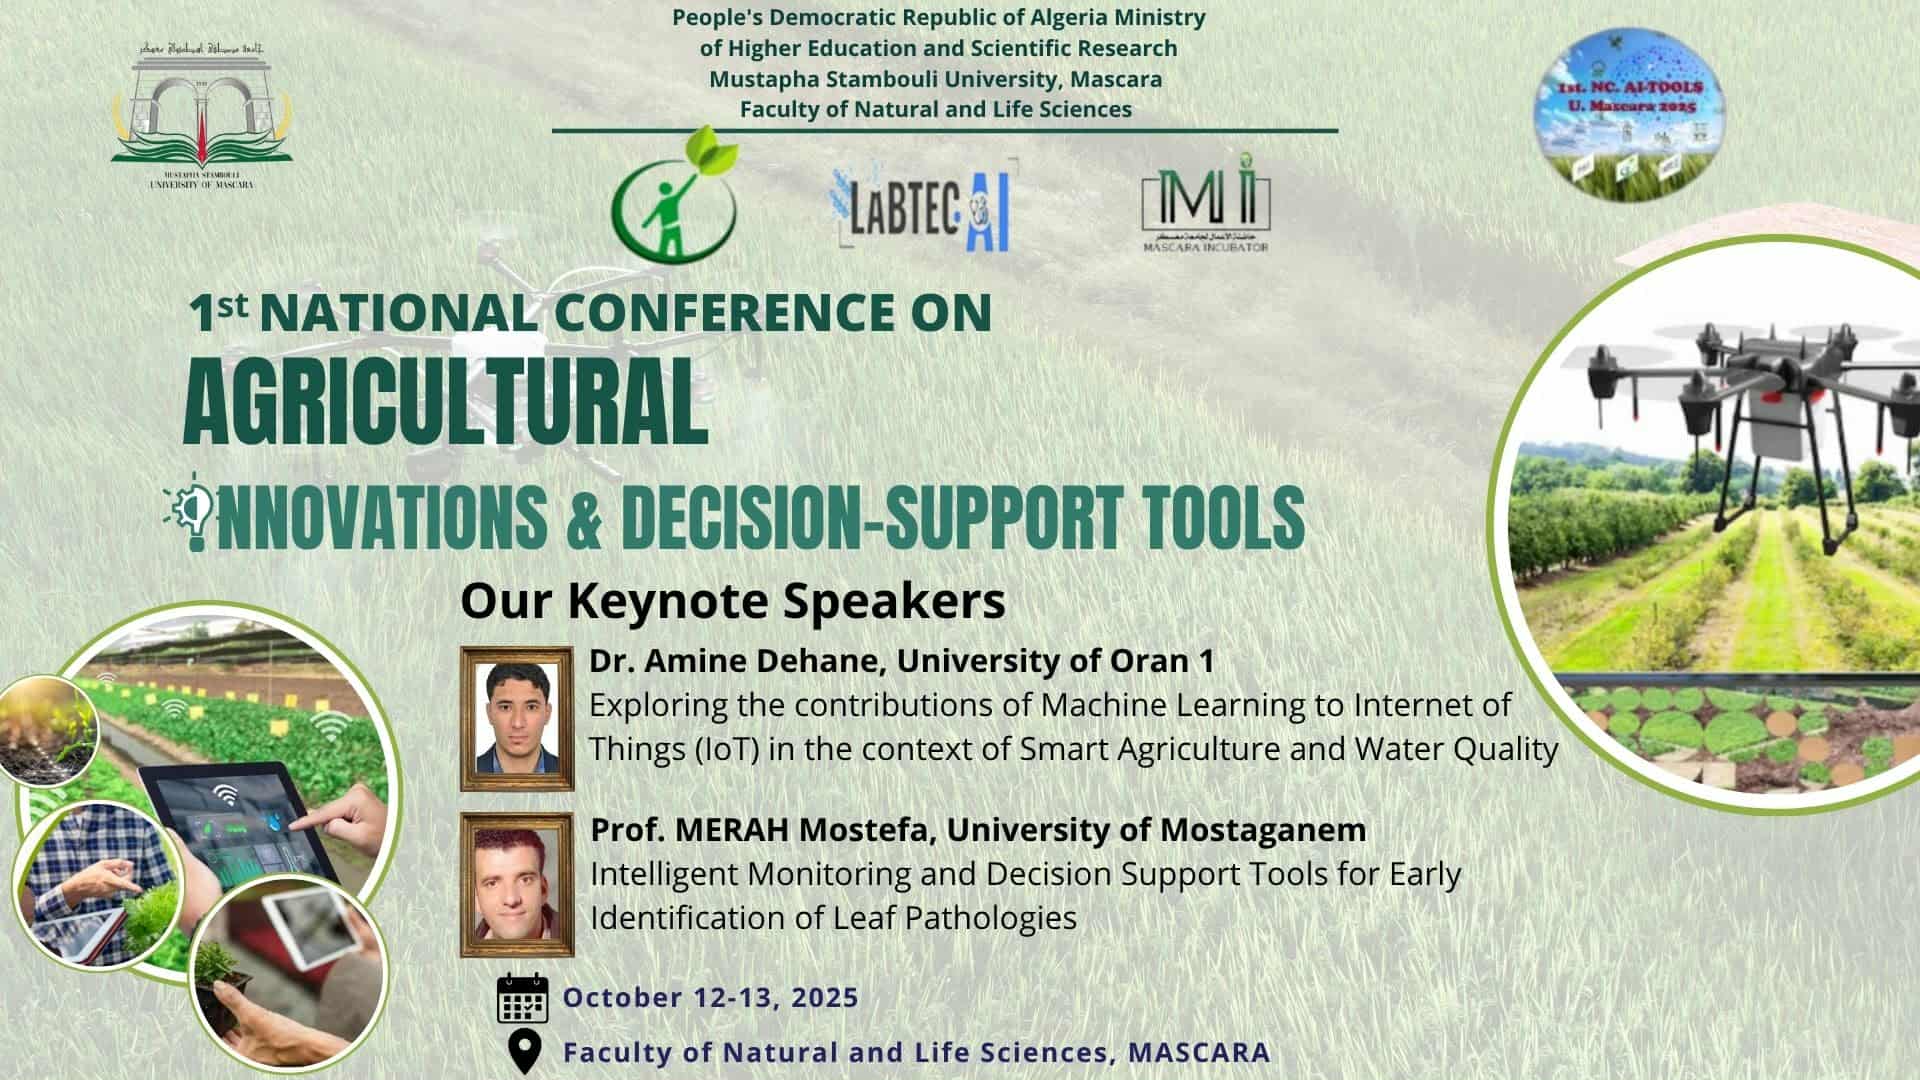 People's Democratic Republic of Algeria Ministry
of Higher Education and Scientific Research
Mustapha Stambouli University, Mascara
Faculty of Natural and Life Sciences
MUSTAPHA STAMBOULI
UNIVERSITY OF MASCARA
1st. NC. AI-TOOLS
U. Mascara 2025
LABTEC AI
MI
حاضنة الأعمال لجامعة معسكر
MASCARA INCUBATOR
1st NATIONAL CONFERENCE ON
AGRICULTURAL
INNOVATIONS & DECISION-SUPPORT TOOLS
Our Keynote Speakers
Dr. Amine Dehane, University of Oran 1
Exploring the contributions of Machine Learning to Internet of
Things (IoT) in the context of Smart Agriculture and Water Quality
Prof. MERAH Mostefa, University of Mostaganem
Intelligent Monitoring and Decision Support Tools for Early
Identification of Leaf Pathologies
October 12-13, 2025
Faculty of Natural and Life Sciences, MASCARA